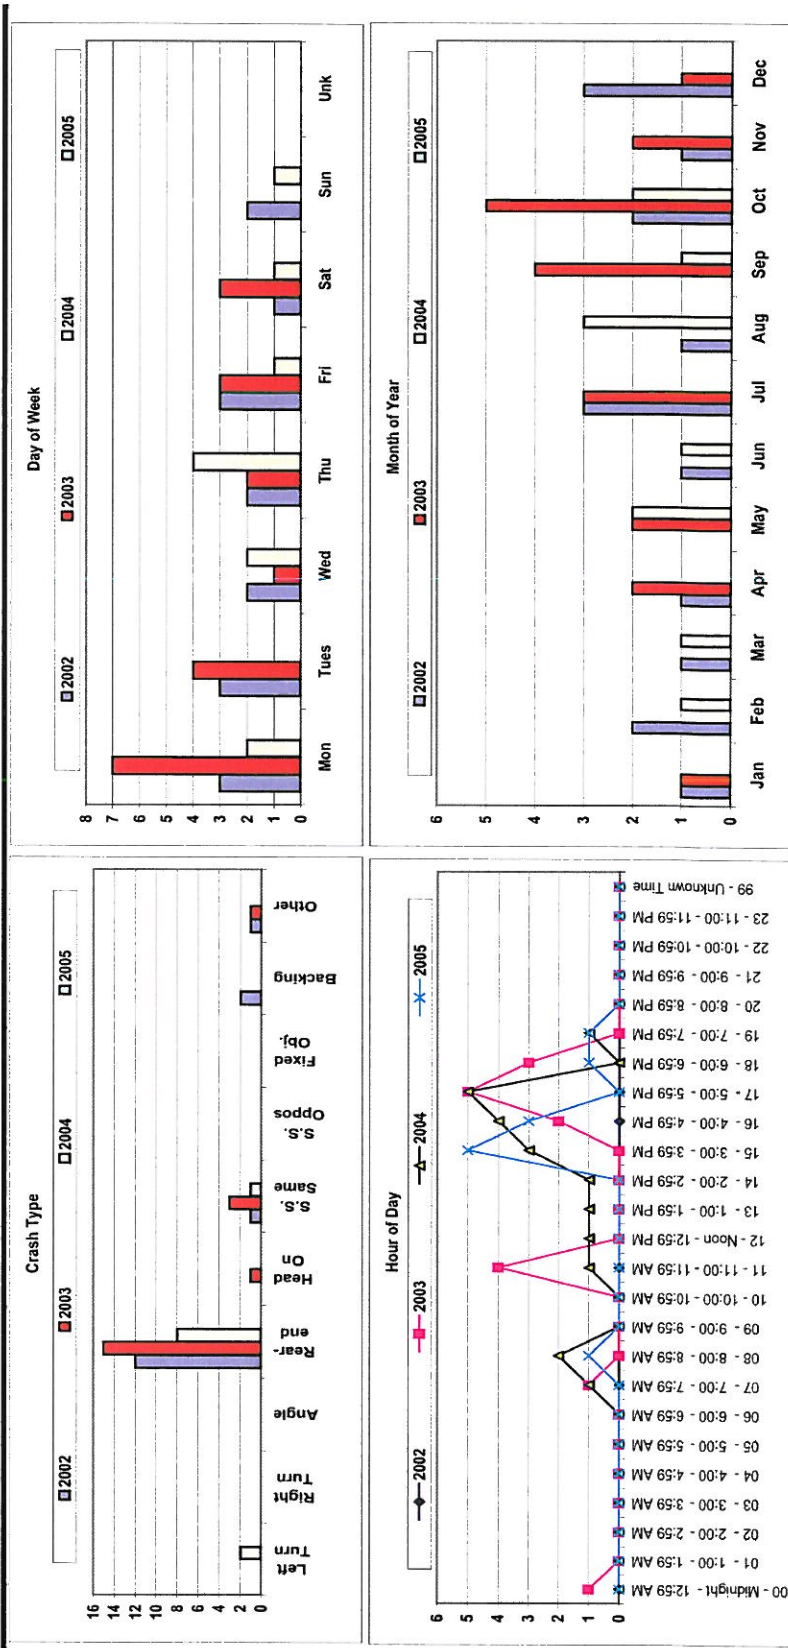 Crash Type
2002 2003 2004 2005
16
14
12
10
8
6
4
2
0
Left Turn
Right Turn
Angle
Rear-end
Head On
S.S. Same
S.S. Oppos
Fixed Obj.
Backing
Other
Day of Week
2002 2003 2004 2005
8
7
6
5
4
3
2
1
0
Mon Tues Wed Thu Fri Sat Sun Unk
Hour of Day
2002 2003 2004 2005
6
5
4
3
2
1
0
00 - Midnight - 12:59 AM
01 - 1:00 - 1:59 AM
02 - 2:00 - 2:59 AM
03 - 3:00 - 3:59 AM
04 - 4:00 - 4:59 AM
05 - 5:00 - 5:59 AM
06 - 6:00 - 6:59 AM
07 - 7:00 - 7:59 AM
08 - 8:00 - 8:59 AM
09 - 9:00 - 9:59 AM
10 - 10:00 - 10:59 AM
11 - 11:00 - 11:59 AM
12 - Noon - 12:59 PM
13 - 1:00 - 1:59 PM
14 - 2:00 - 2:59 PM
15 - 3:00 - 3:59 PM
16 - 4:00 - 4:59 PM
17 - 5:00 - 5:59 PM
18 - 6:00 - 6:59 PM
19 - 7:00 - 7:59 PM
20 - 8:00 - 8:59 PM
21 - 9:00 - 9:59 PM
22 - 10:00 - 10:59 PM
23 - 11:00 - 11:59 PM
99 - Unknown Time
Month of Year
2002 2003 2004 2005
6
5
4
3
2
1
0
Jan Feb Mar Apr May Jun Jul Aug Sep Oct Nov Dec